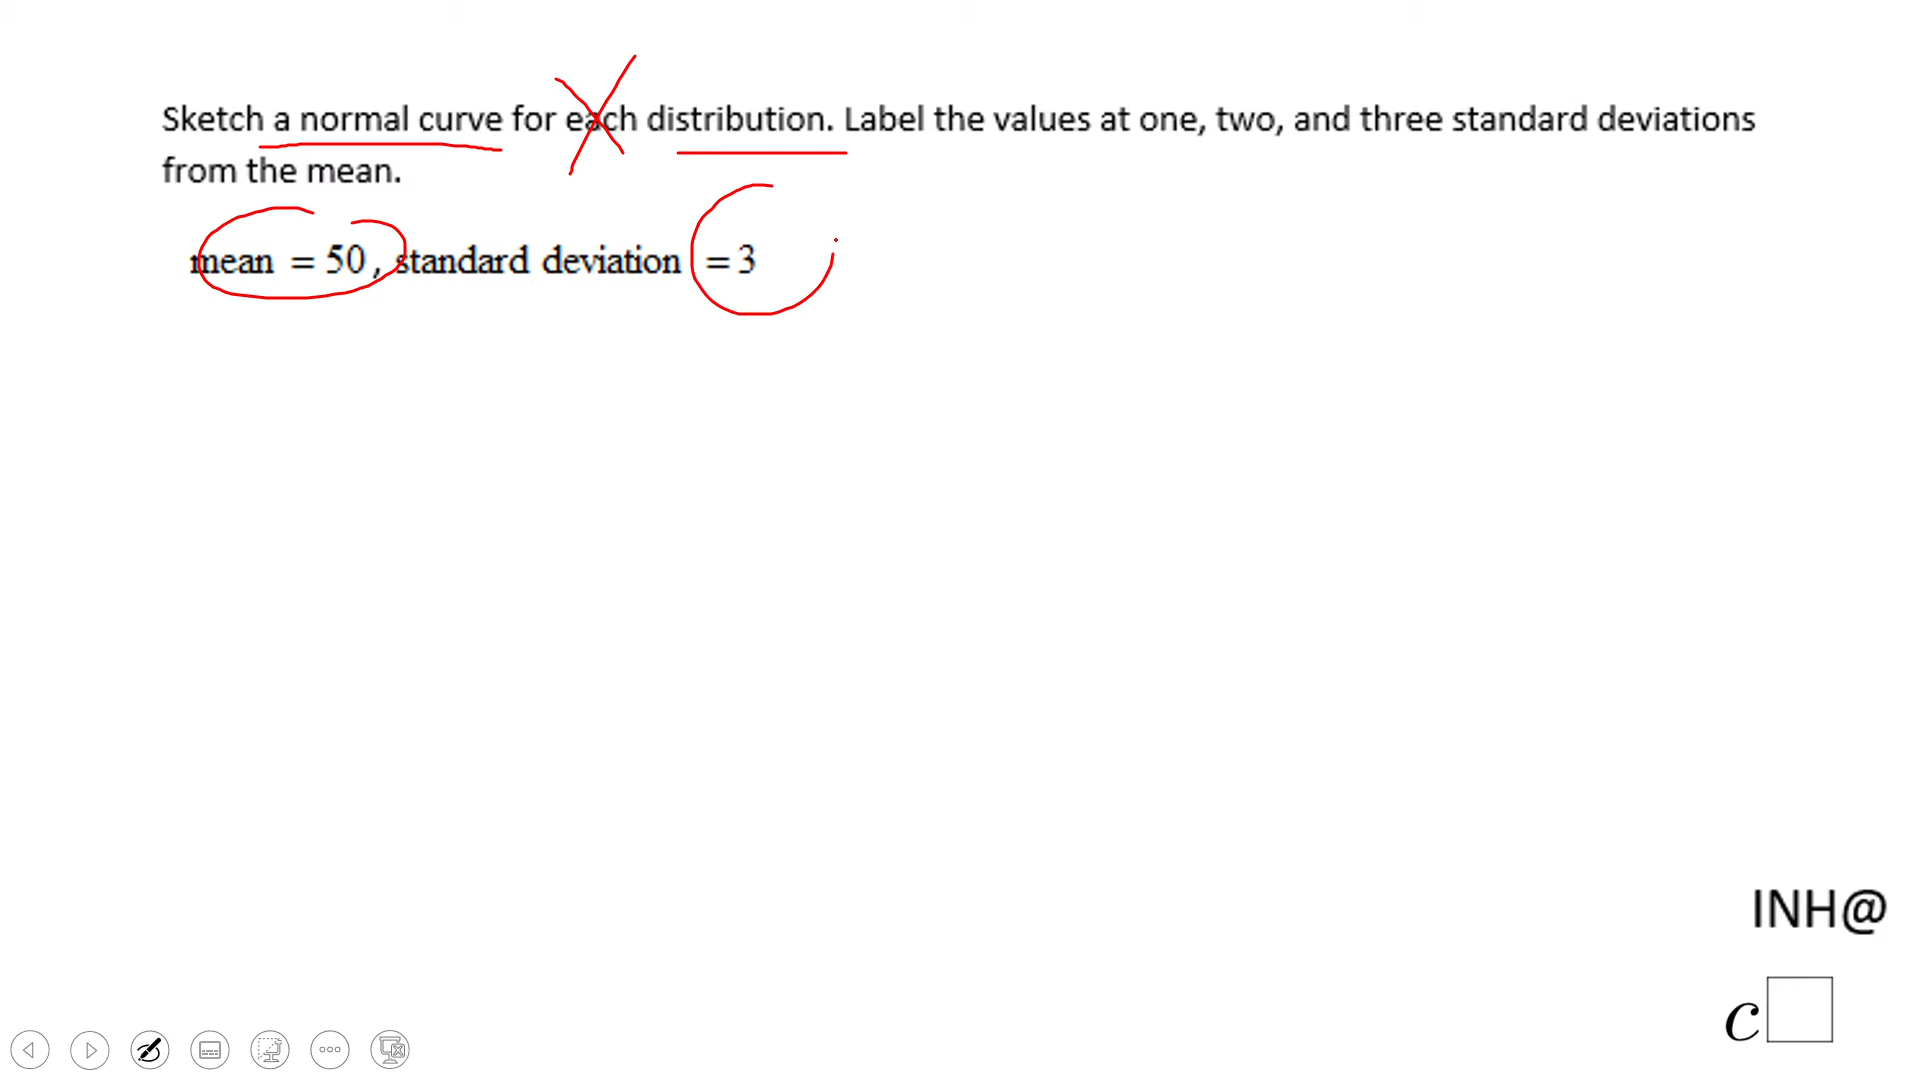 Sketch a normal curve for each distribution. Label the values at one, two, and three standard deviations
from the mean.
mean = 50, standard deviation = 3
INH@
c